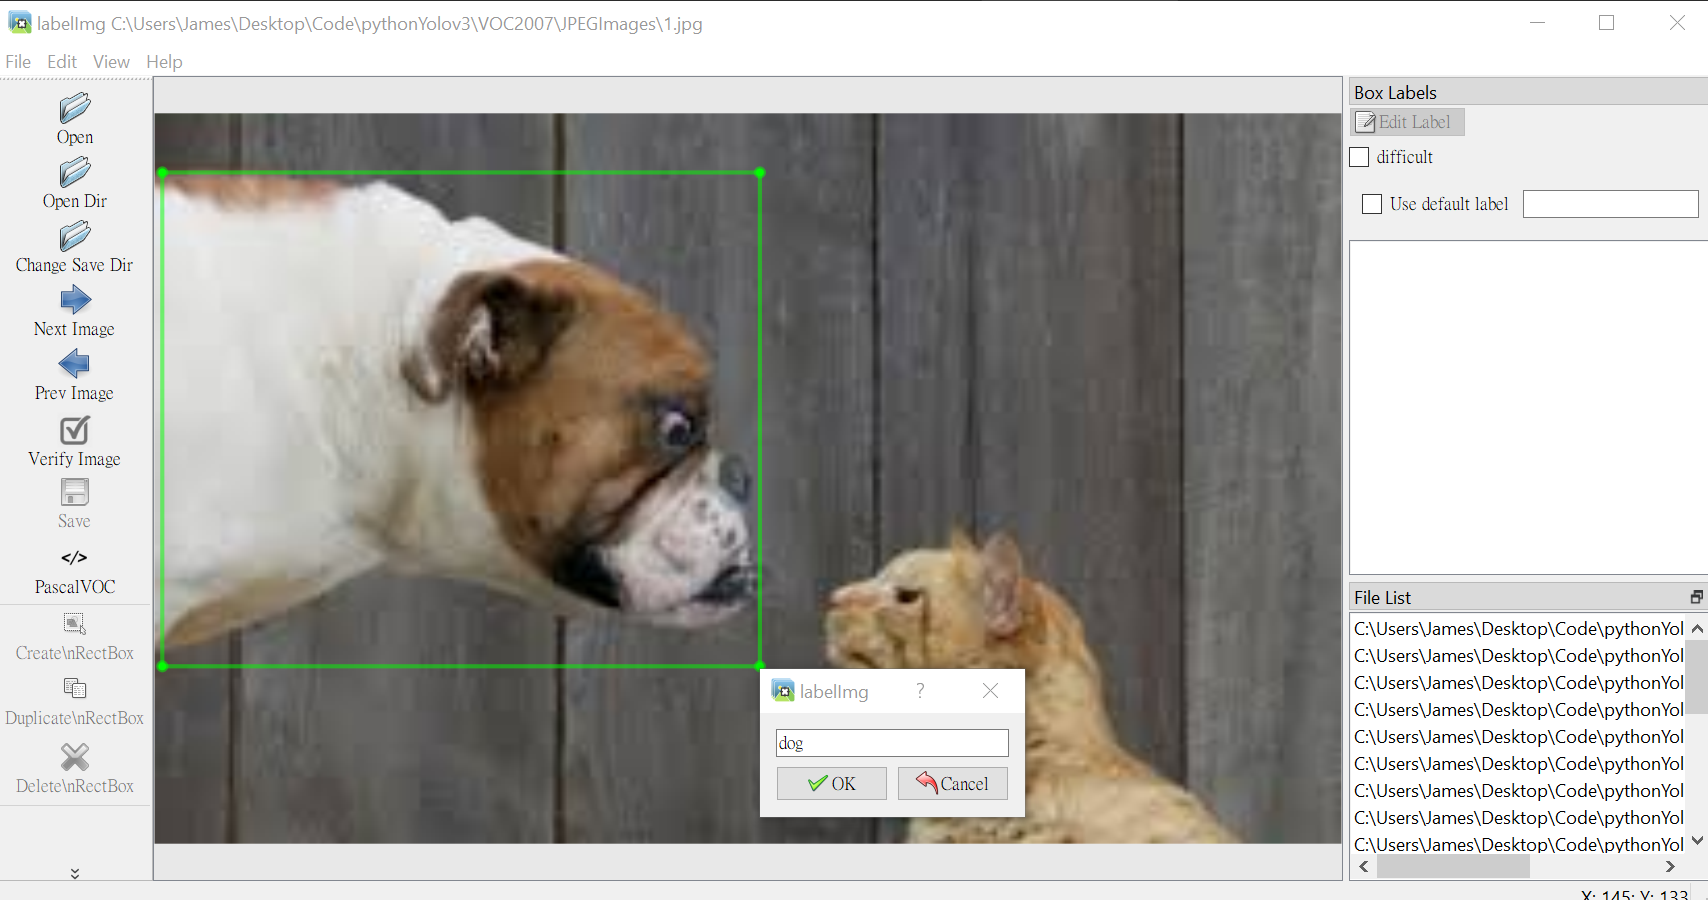 labelImg C:\Users\James\Desktop\Code\pythonYolov3\VOC2007\JPEGImages\1.jpg
File Edit View Help
Open
Open Dir
Change Save Dir
Next Image
Prev Image
Verify Image
Save
</>
PascalVOC
Create\nRectBox
Duplicate\nRectBox
Delete\nRectBox
labelImg ?
dog
OK Cancel
Box Labels
Edit Label
difficult
Use default label
File List
C:\Users\James\Desktop\Code\pythonYol
C:\Users\James\Desktop\Code\pythonYol
C:\Users\James\Desktop\Code\pythonYol
C:\Users\James\Desktop\Code\pythonYol
C:\Users\James\Desktop\Code\pythonYol
C:\Users\James\Desktop\Code\pythonYol
C:\Users\James\Desktop\Code\pythonYol
C:\Users\James\Desktop\Code\pythonYol
C:\Users\James\Desktop\Code\pythonYol
X: 145; Y: 133